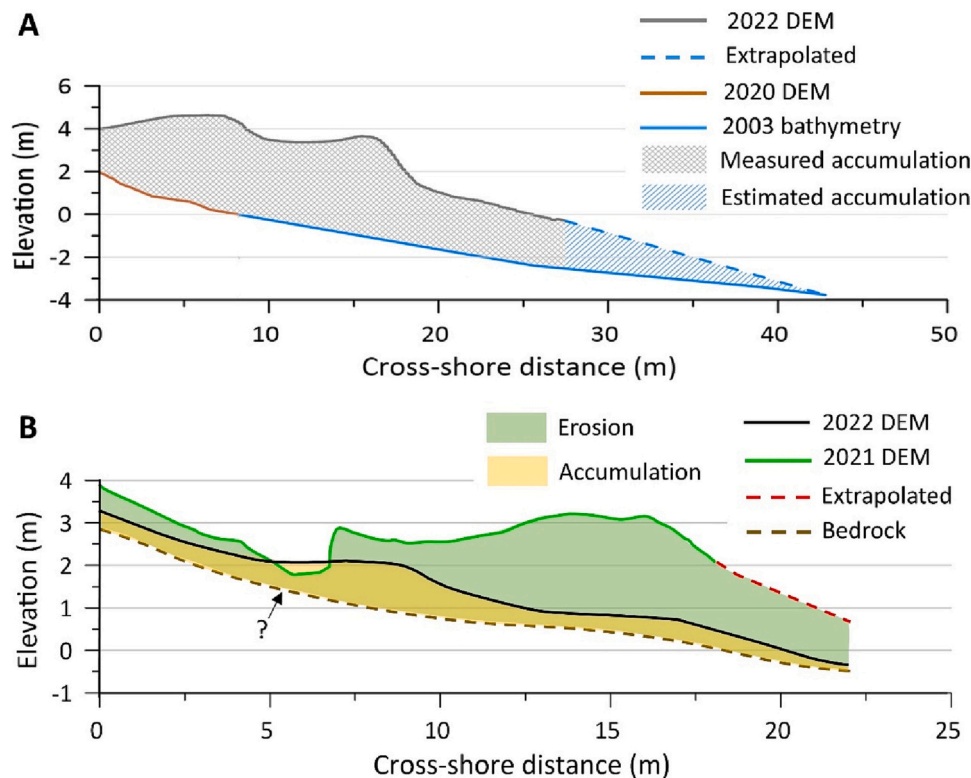 A
2022 DEM
Extrapolated
2020 DEM
2003 bathymetry
Measured accumulation
Estimated accumulation
Elevation (m)
6
4
2
0
-2
-4
0 10 20 30 40 50
Cross-shore distance (m)
B
Erosion
Accumulation
2022 DEM
2021 DEM
Extrapolated
Bedrock
Elevation (m)
4
3
2
1
0
-1
?
0 5 10 15 20 25
Cross-shore distance (m)